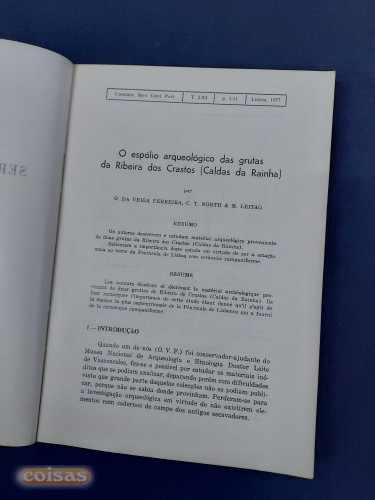 Comun. Serv. Geol. Port. T. LXI p. 5-11 Lisboa, 1977
O espólio arqueológico das grutas
da Ribeira dos Crastos (Caldas da Rainha)
por
O. DA VEIGA FERREIRA, C. T. NORTH & M. LEITÃO
RESUMO
Os autores descrevem e estudam material arqueológico proveniente
de duas grutas da Ribeira dos Crastos (Caldas da Rainha).
Salientam a importância deste estudo em virtude de ser a estação
mais ao norte da Península de Lisboa com cerâmica campaniforme.
RESUMÉ
Les auteurs étudient et décrivent le matériel archéologique pro-
venant de deux grottes de Ribeira de Crastos (Caldas da Rainha). Ils
font remarquer l'importance de cette étude étant donné qu'il s'agit de
la station la plus septentrionale de la Péninsule de Lisbonne qui a fourni
de la céramique campaniforme.
I — INTRODUÇÃO
Quando um de nós (O. V. F.) foi conservador-ajudante do
Museu Nacional de Arqueologia e Etnologia Doutor Leite
de Vasconcelos, fez-se o possível por estudar os materiais iné-
ditos que se podiam analisar, deparando porém com dificuldades
visto que grande parte daquelas colecções não se podiam publi-
car, porque não se sabia donde provinham. Perderam-se para
a investigação arqueológica em virtude de não existirem ele-
mentos nem cadernos de campo dos antigos escavadores.
SER
coisas